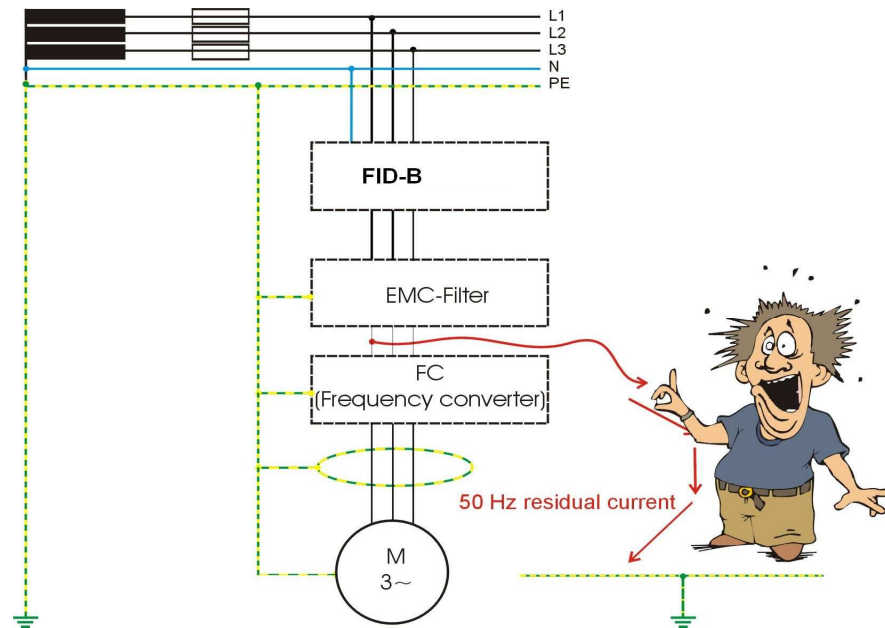 L1
L2
L3
N
PE
FID-B
EMC-Filter
FC
(Frequency converter)
50 Hz residual current
M
3~